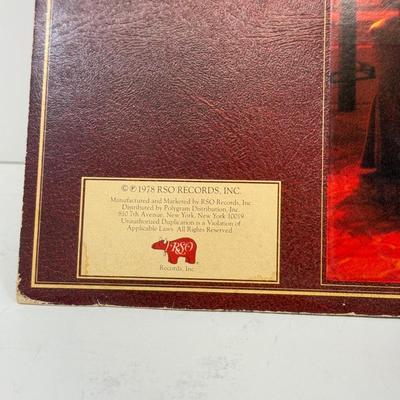 © ℗ 1978 RSO RECORDS, INC.
Manufactured and Marketed by RSO Records, Inc.
Distributed by Polygram Distribution, Inc.
810 7th Avenue, New York, New York 10019
Unauthorized Duplication is a Violation of
Applicable Laws. All Rights Reserved
RSO
Records, Inc.